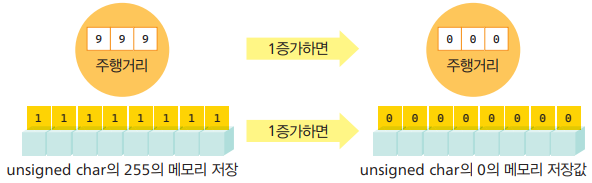 9 9 9
주행거리
1증가하면
0 0 0
주행거리
1 1 1 1 1 1 1 1
1증가하면
0 0 0 0 0 0 0 0
unsigned char의 255의 메모리 저장
unsigned char의 0의 메모리 저장값